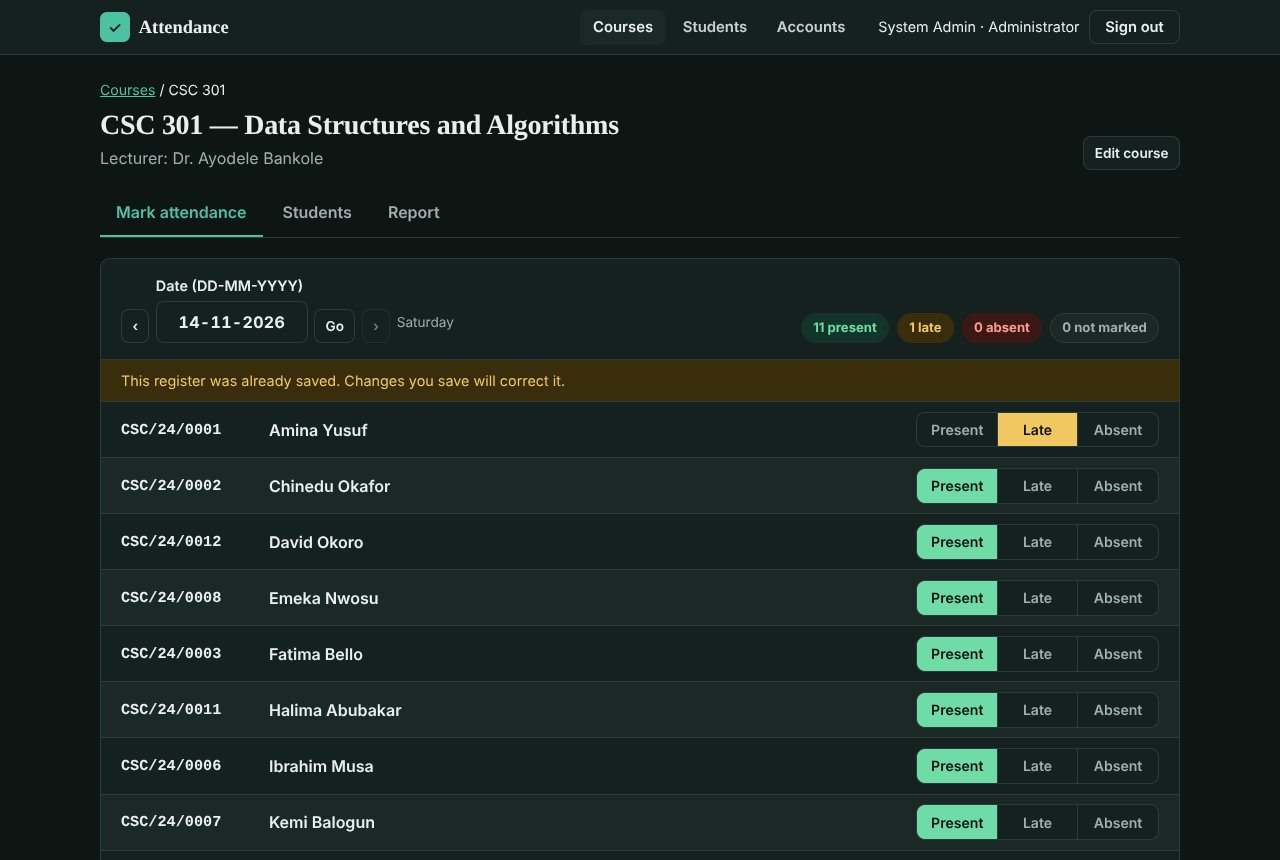 Attendance
Courses Students Accounts System Admin · Administrator Sign out
Courses / CSC 301
CSC 301 — Data Structures and Algorithms
Lecturer: Dr. Ayodele Bankole
Edit course
Mark attendance Students Report
Date (DD-MM-YYYY)
‹ 14-11-2026 Go › Saturday
11 present 1 late 0 absent 0 not marked
This register was already saved. Changes you save will correct it.
CSC/24/0001 Amina Yusuf Present Late Absent
CSC/24/0002 Chinedu Okafor Present Late Absent
CSC/24/0012 David Okoro Present Late Absent
CSC/24/0008 Emeka Nwosu Present Late Absent
CSC/24/0003 Fatima Bello Present Late Absent
CSC/24/0011 Halima Abubakar Present Late Absent
CSC/24/0006 Ibrahim Musa Present Late Absent
CSC/24/0007 Kemi Balogun Present Late Absent